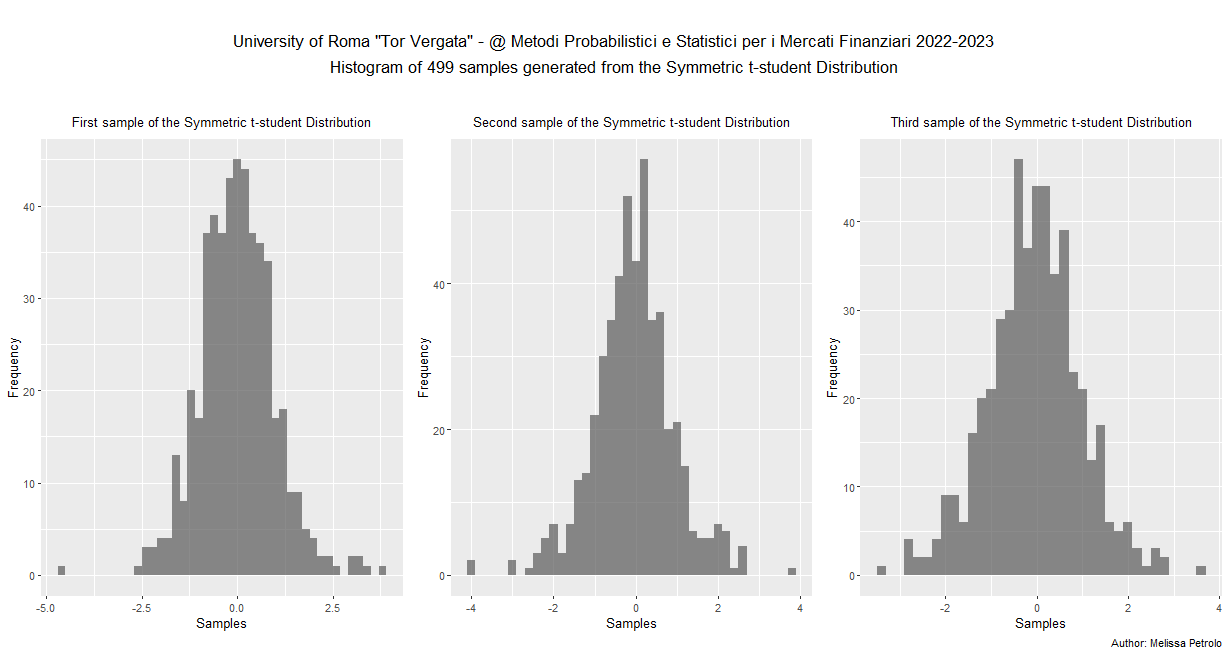 University of Roma "Tor Vergata" - @ Metodi Probabilistici e Statistici per i Mercati Finanziari 2022-2023
Histogram of 499 samples generated from the Symmetric t-student Distribution
First sample of the Symmetric t-student Distribution
Frequency
40
30
20
10
0
-5.0 -2.5 0.0 2.5
Samples
Second sample of the Symmetric t-student Distribution
Frequency
40
20
0
-4 -2 0 2 4
Samples
Third sample of the Symmetric t-student Distribution
Frequency
40
30
20
10
0
-2 0 2 4
Samples
Author: Melissa Petrolo